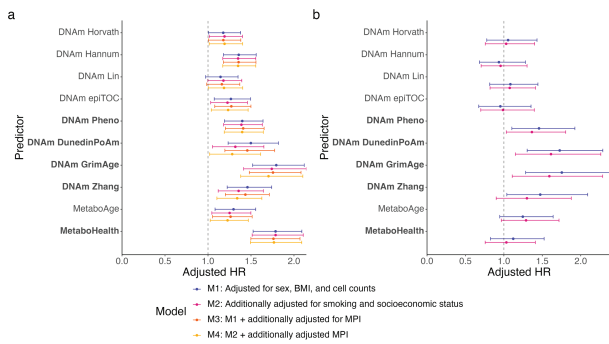 a
b
Predictor
DNAm Horvath
DNAm Hannum
DNAm Lin
DNAm epiTOC
DNAm Pheno
DNAm DunedinPoAm
DNAm GrimAge
DNAm Zhang
MetaboAge
MetaboHealth
0.0
0.5
1.0
1.5
2.0
Adjusted HR
Predictor
DNAm Horvath
DNAm Hannum
DNAm Lin
DNAm epiTOC
DNAm Pheno
DNAm DunedinPoAm
DNAm GrimAge
DNAm Zhang
MetaboAge
MetaboHealth
0.0
0.5
1.0
1.5
2.0
Adjusted HR
Model
M1: Adjusted for sex, BMI, and cell counts
M2: Additionally adjusted for smoking and socioeconomic status
M3: M1 + additionally adjusted for MPI
M4: M2 + additionally adjusted MPI